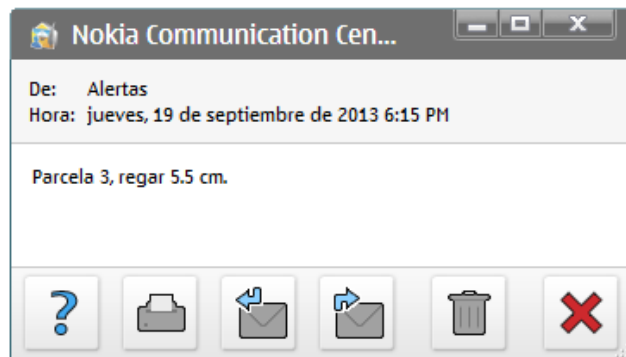 Nokia Communication Cen...
De: Alertas
Hora: jueves, 19 de septiembre de 2013 6:15 PM
Parcela 3, regar 5.5 cm.